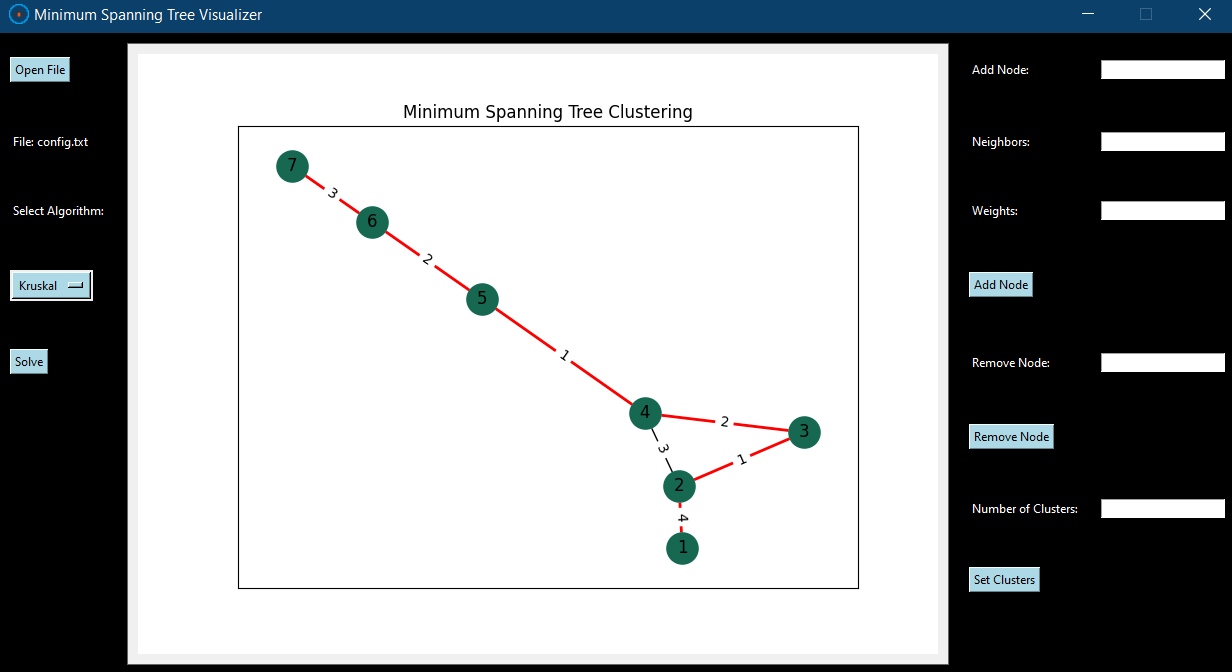 Minimum Spanning Tree Visualizer
Open File
File: config.txt
Select Algorithm:
Kruskal
Solve
Minimum Spanning Tree Clustering
7
3
6
2
5
1
4
2
3
3
1
2
4
1
Add Node:
Neighbors:
Weights:
Add Node
Remove Node:
Remove Node
Number of Clusters:
Set Clusters